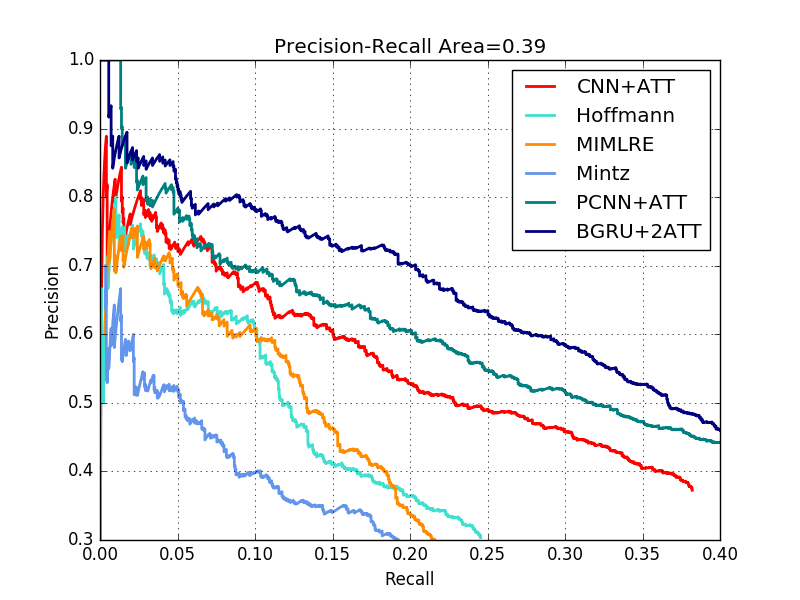 Precision-Recall Area=0.39
CNN+ATT
Hoffmann
MIMLRE
Mintz
PCNN+ATT
BGRU+2ATT
Precision
1.0
0.9
0.8
0.7
0.6
0.5
0.4
0.3
0.00 0.05 0.10 0.15 0.20 0.25 0.30 0.35 0.40
Recall